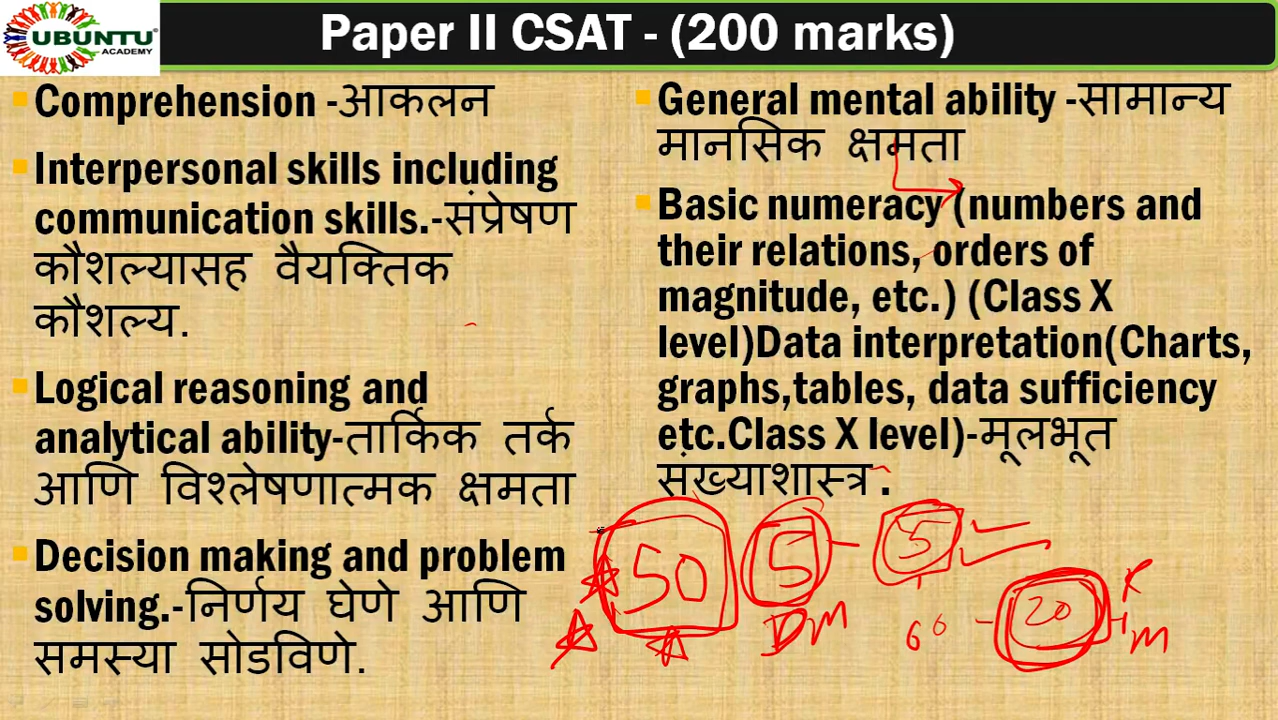 UBUNTU
ACADEMY
Paper II CSAT - (200 marks)
Comprehension -आकलन
Interpersonal skills including
communication skills.-संप्रेषण
कौशल्यासह वैयक्तिक
कौशल्य.
Logical reasoning and
analytical ability-तार्किक तर्क
आणि विश्लेषणात्मक क्षमता
Decision making and problem
solving.-निर्णय घेणे आणि
समस्या सोडविणे.
General mental ability -सामान्य
मानसिक क्षमता
Basic numeracy (numbers and
their relations, orders of
magnitude, etc.) (Class X
level)Data interpretation(Charts,
graphs,tables, data sufficiency
etc.Class X level)-मूलभूत
संख्याशास्त्र.
50 5 - 5
DM 60 - 20 R
M